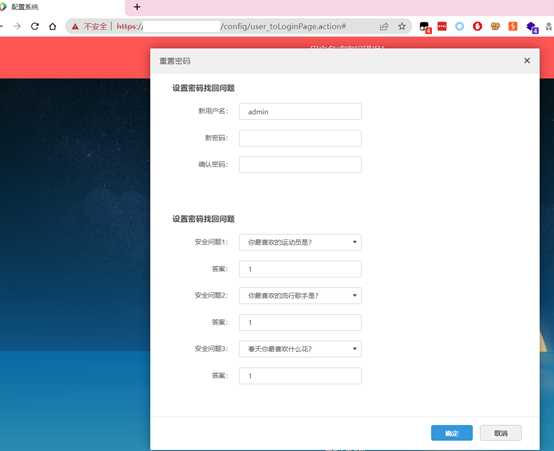 配置系统
不安全 https:// /config/user_toLoginPage.action#
重置密码
设置密码找回问题
新用户名: admin
新密码:
确认密码:
设置密码找回问题
安全问题1: 你最喜欢的运动员是?
答案: 1
安全问题2: 你最喜欢的流行歌手是?
答案: 1
安全问题3: 春天你最喜欢什么花?
答案: 1
确定 取消